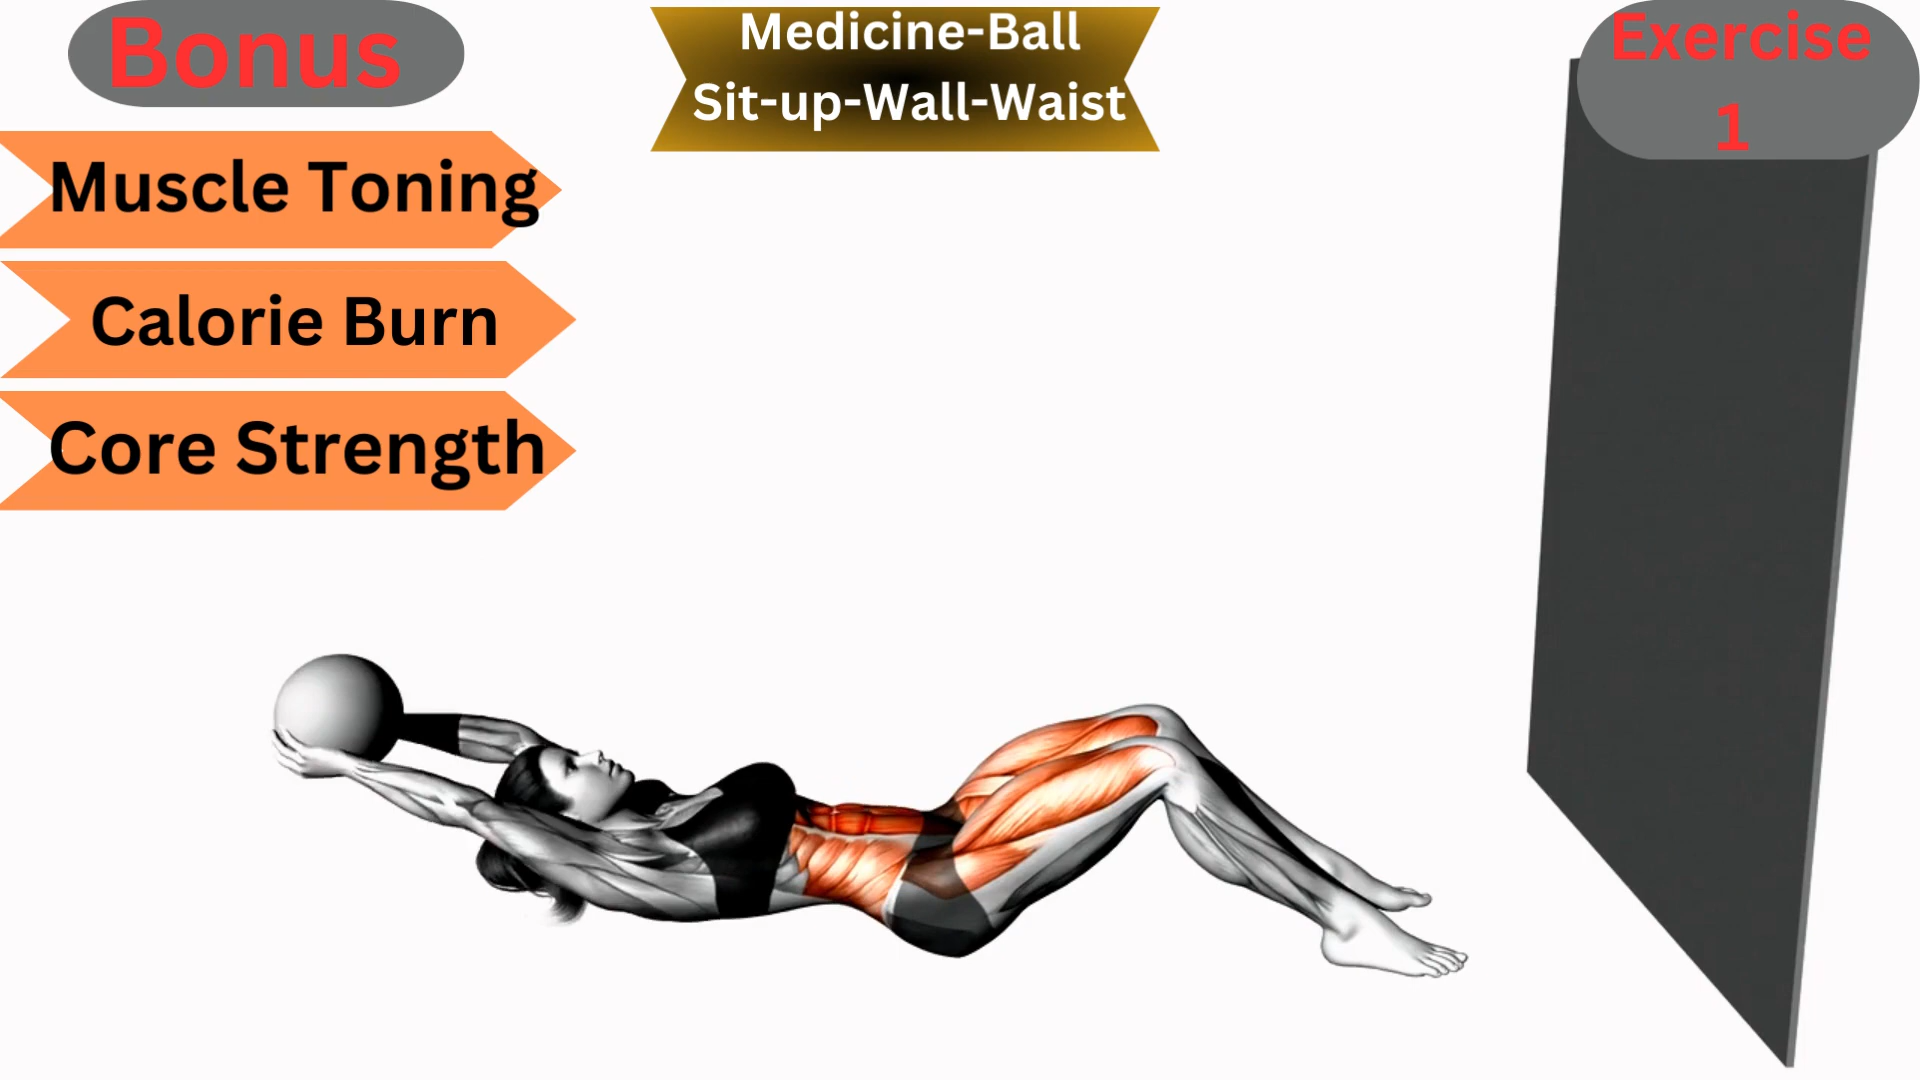 Bonus
Medicine-Ball
Sit-up-Wall-Waist
Exercise
1
Muscle Toning
Calorie Burn
Core Strength